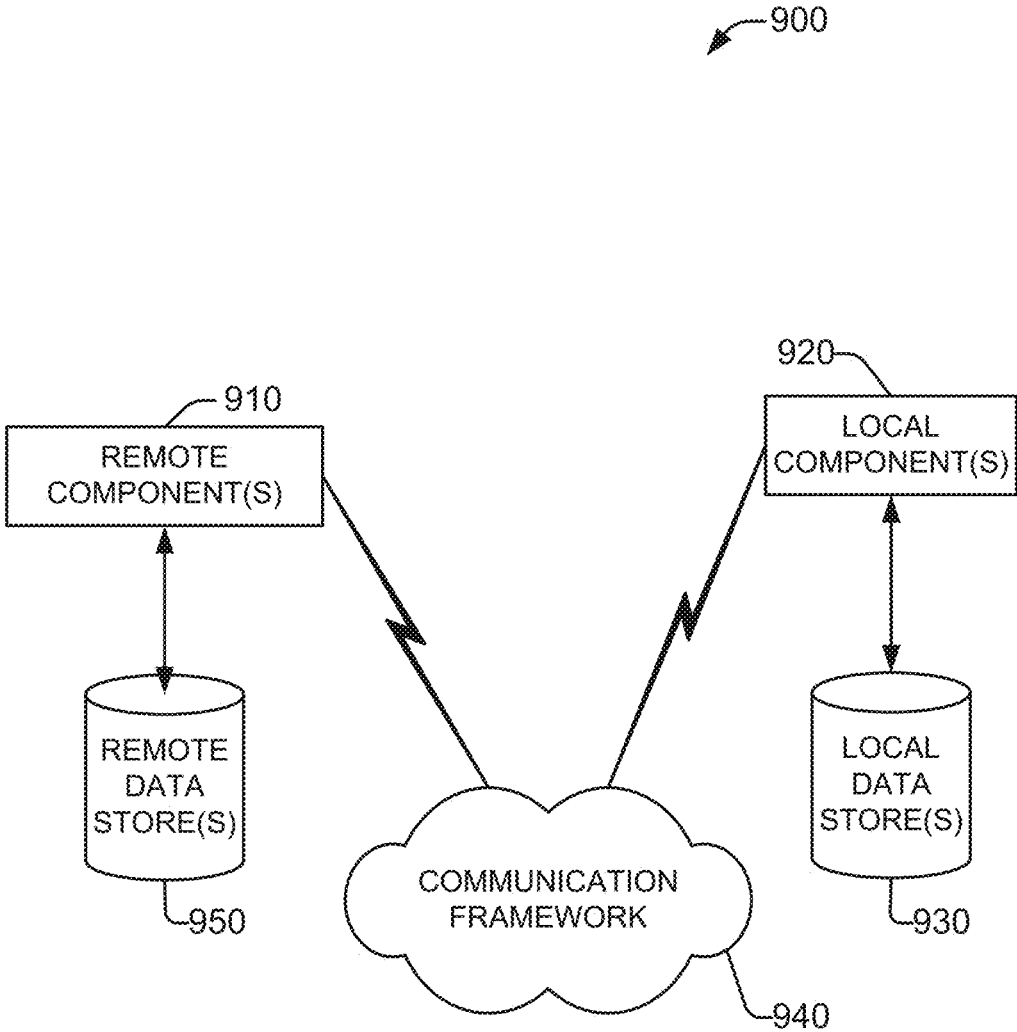 900
920
910
LOCAL
COMPONENT(S)
REMOTE
COMPONENT(S)
REMOTE
DATA
STORE(S)
LOCAL
DATA
STORE(S)
COMMUNICATION
FRAMEWORK
950
930
940